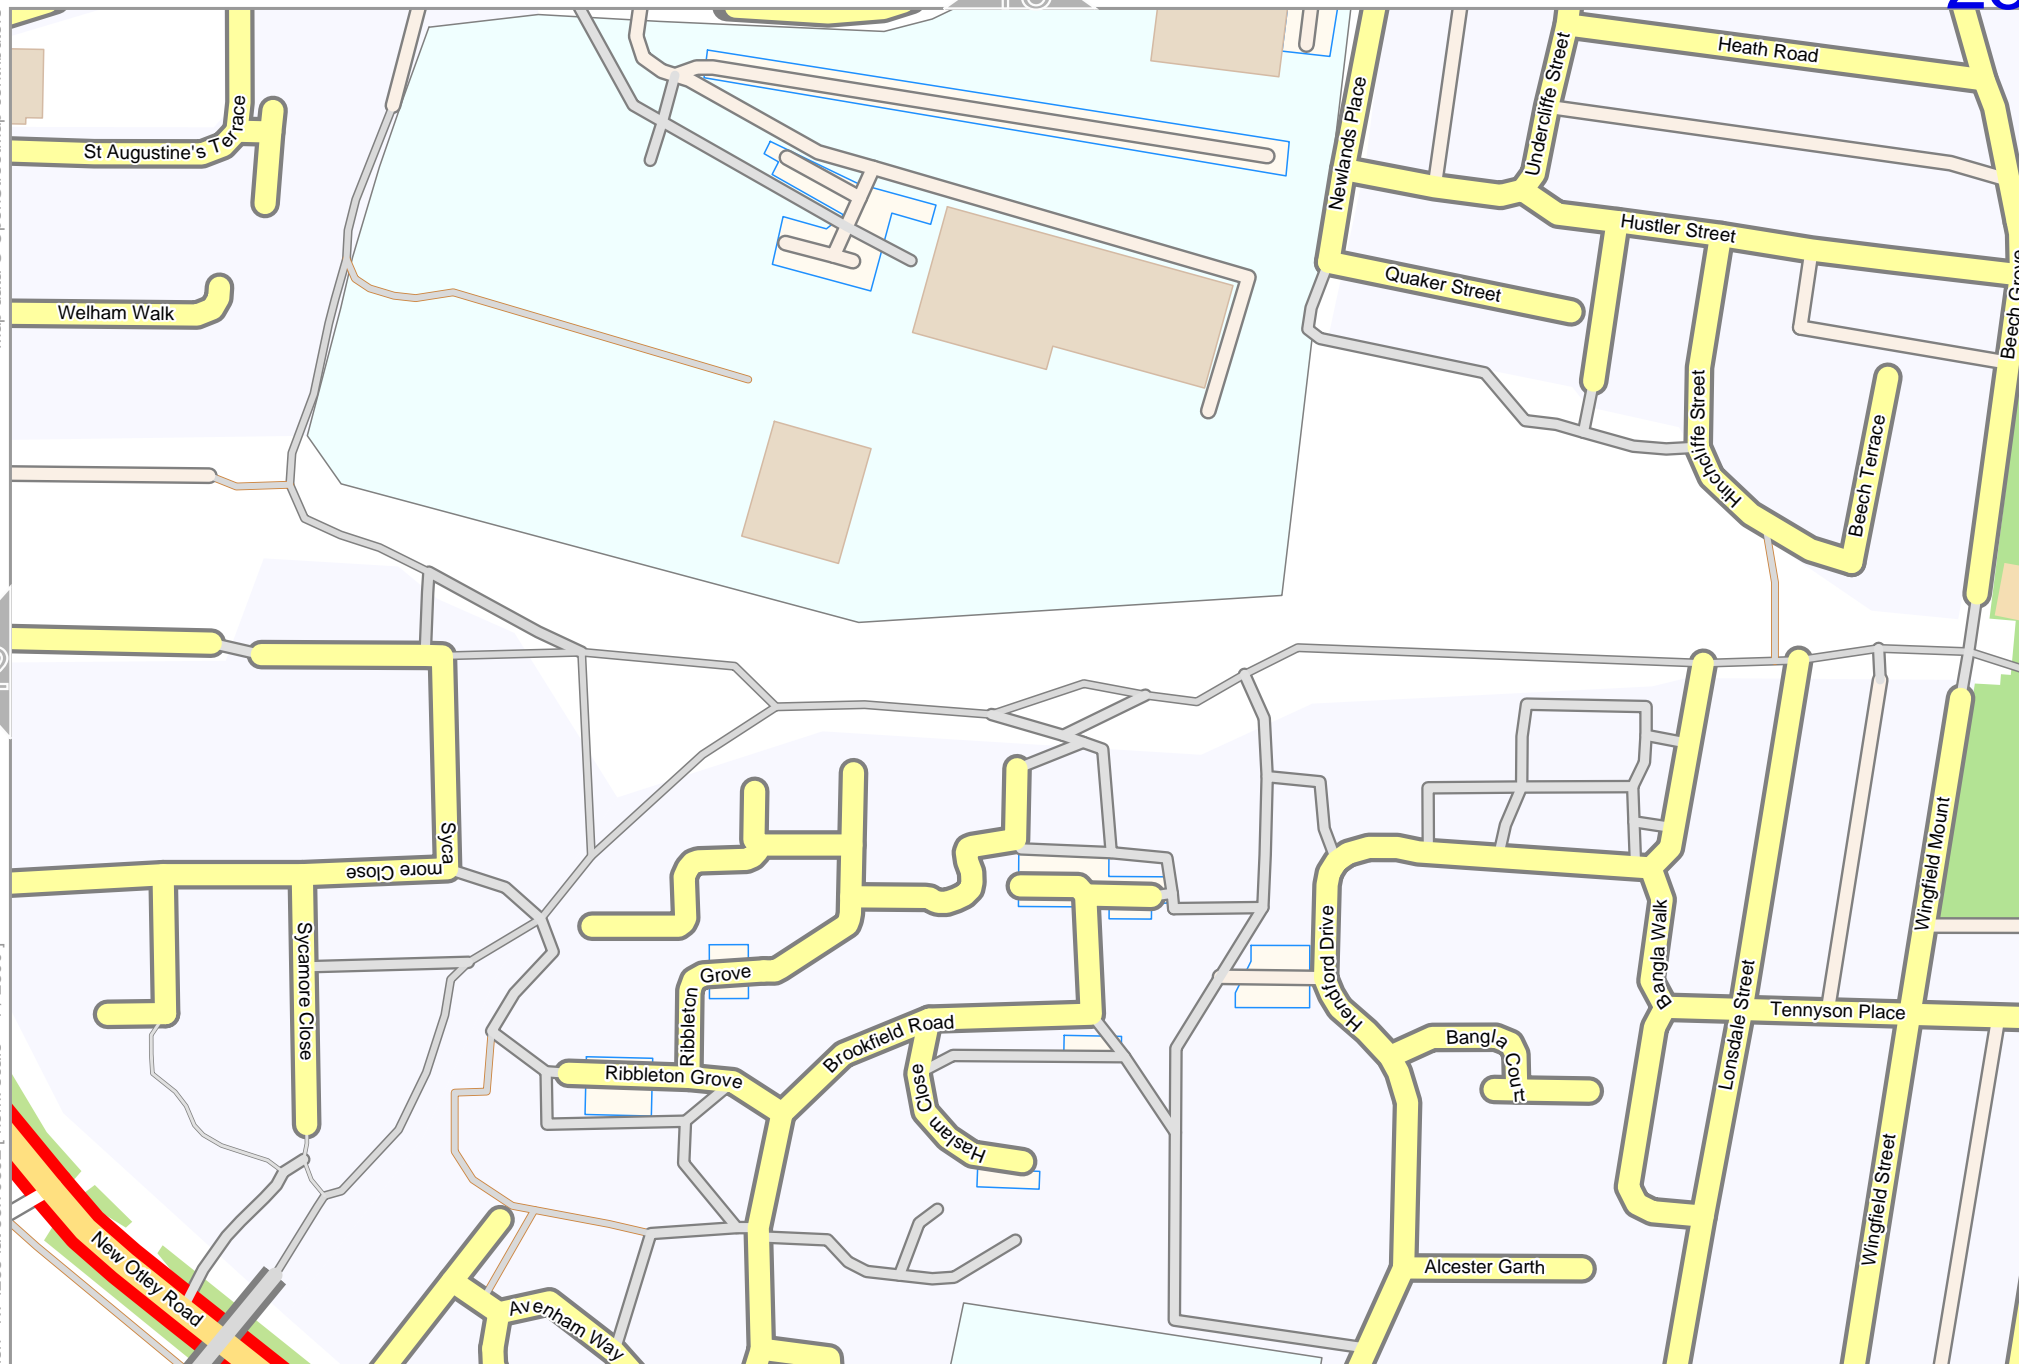 Heath Road
Undercliffe Street
Newlands Place
St Augustine's Terrace
Hustler Street
Quaker Street
Welham Walk
Beech Grove
Hinchcliffe Street
Beech Terrace
Sycamore Close
Sycamore Close
Wingfield Mount
Bangla Walk
Hendford Drive
Ribbleton Grove
Lonsdale Street
Tennyson Place
Brookfield Road
Bangla Court
Ribbleton Grove
Haslam Close
Wingfield Street
New Otley Road
Alcester Garth
Avenham Way